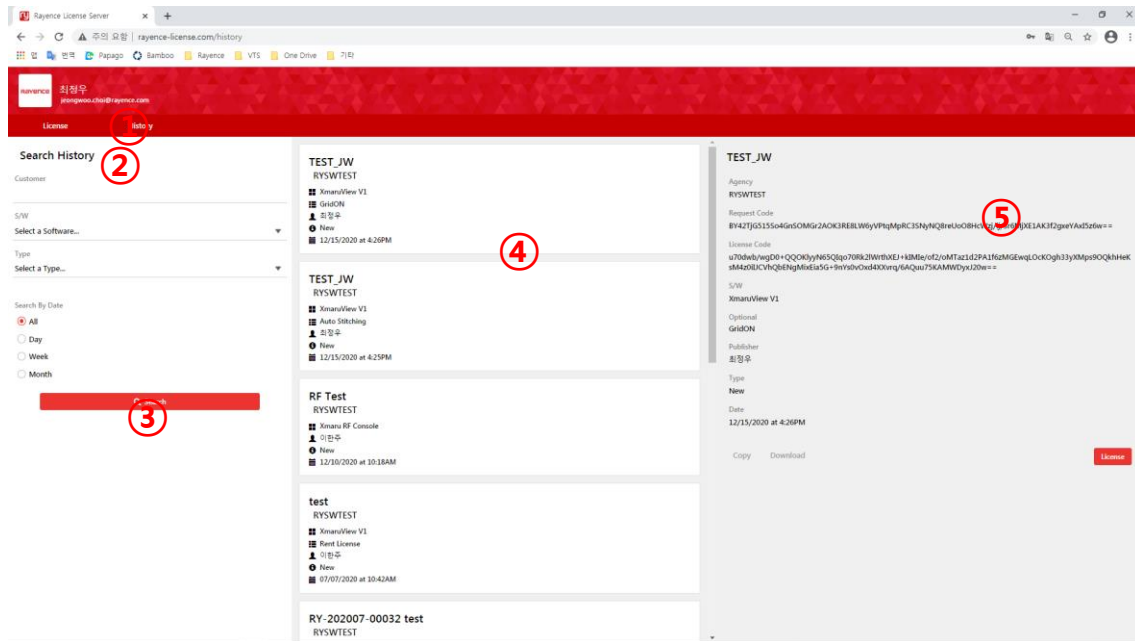 Rayence License Server
주의 요함 | rayence-license.com/history
앱 번역 Papago Bamboo Rayence VTS One Drive 기타
rayence 최정우
jeongwoo.choi@rayence.com
License History
①
Search History
②
Customer
S/W
Select a Software...
Type
Select a Type...
Search By Date
All
Day
Week
Month
③
TEST_JW
RYSWTEST
XmaruView V1
GridON
최정우
New
12/15/2020 at 4:26PM
④
TEST_JW
RYSWTEST
XmaruView V1
Auto Stitching
최정우
New
12/15/2020 at 4:25PM
RF Test
RYSWTEST
Xmaru RF Console
이한주
New
12/10/2020 at 10:18AM
test
RYSWTEST
XmaruView V1
Rent License
이한주
New
07/07/2020 at 10:42AM
RY-202007-00032 test
RYSWTEST
TEST_JW
Agency
RYSWTEST
Request Code
⑤
License Code
S/W
XmaruView V1
Optional
GridON
Publisher
최정우
Type
New
Date
12/15/2020 at 4:26PM
Copy Download License